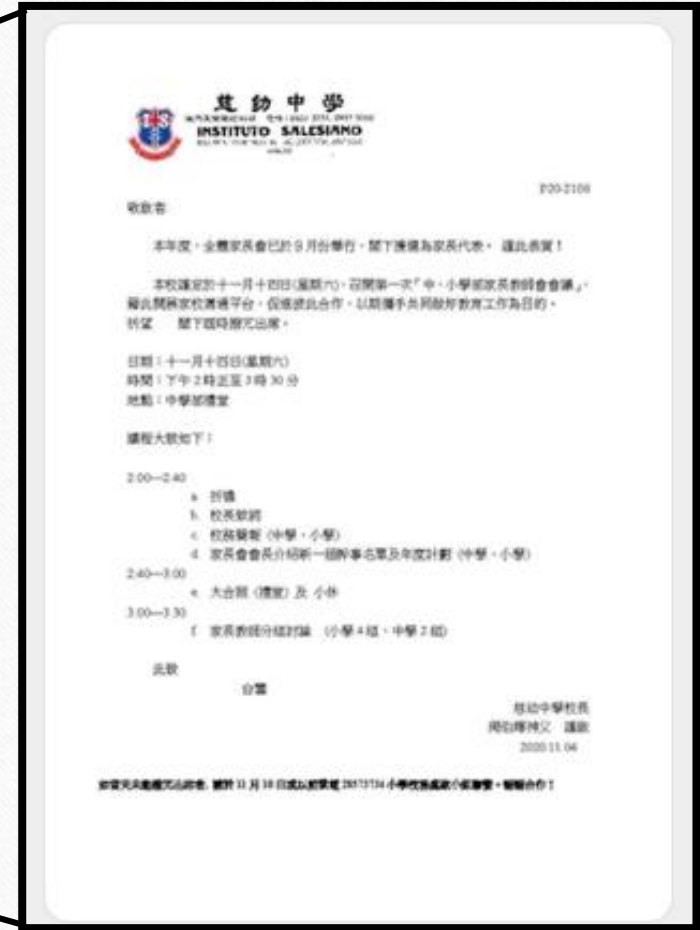 慈幼中學
INSTITUTO SALESIANO
P20-2108
敬啟者
本年度，全體家長會已於9月份舉行，閣下獲選為家長代表。 謹此恭賀！
本校謹定於十一月十四日(星期六)，召開第一次「中、小學部家長教師會會議」，
藉此開展家校溝通平台，促進彼此合作，以期攜手共同做好教育工作為目的。
祈望 閣下屆時撥冗出席。
日期：十一月十四日(星期六)
時間：下午2時正至3時30分
地點：中學部禮堂
議程大致如下：
2:00—2:40
a. 祈禱
b. 校長致詞
c. 校務簡報 (中學、小學)
d. 家長會會長介紹新一屆幹事名單及年度計劃 (中學、小學)
2:40—3:00
e. 大合照 (禮堂) 及 小休
3:00—3:30
f. 家長教師分組討論 (小學4組、中學2組)
此致
台鑒
慈幼中學校長
神父 謹啟
2020.11.04